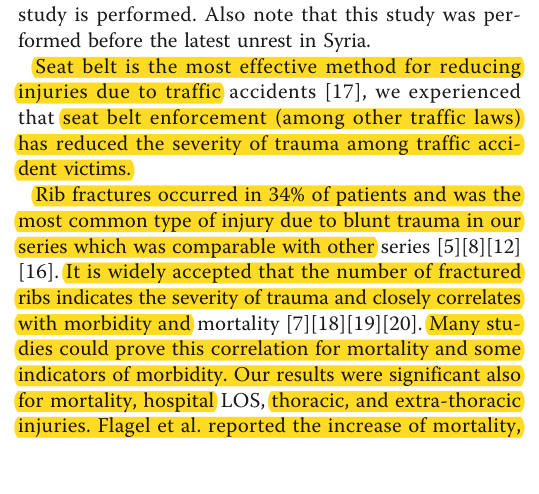 study is performed. Also note that this study was per-
formed before the latest unrest in Syria.
Seat belt is the most effective method for reducing
injuries due to traffic accidents [17], we experienced
that seat belt enforcement (among other traffic laws)
has reduced the severity of trauma among traffic acci-
dent victims.
Rib fractures occurred in 34% of patients and was the
most common type of injury due to blunt trauma in our
series which was comparable with other series [5][8][12]
[16]. It is widely accepted that the number of fractured
ribs indicates the severity of trauma and closely correlates
with morbidity and mortality [7][18][19][20]. Many stu-
dies could prove this correlation for mortality and some
indicators of morbidity. Our results were significant also
for mortality, hospital LOS, thoracic, and extra-thoracic
injuries. Flagel et al. reported the increase of mortality,